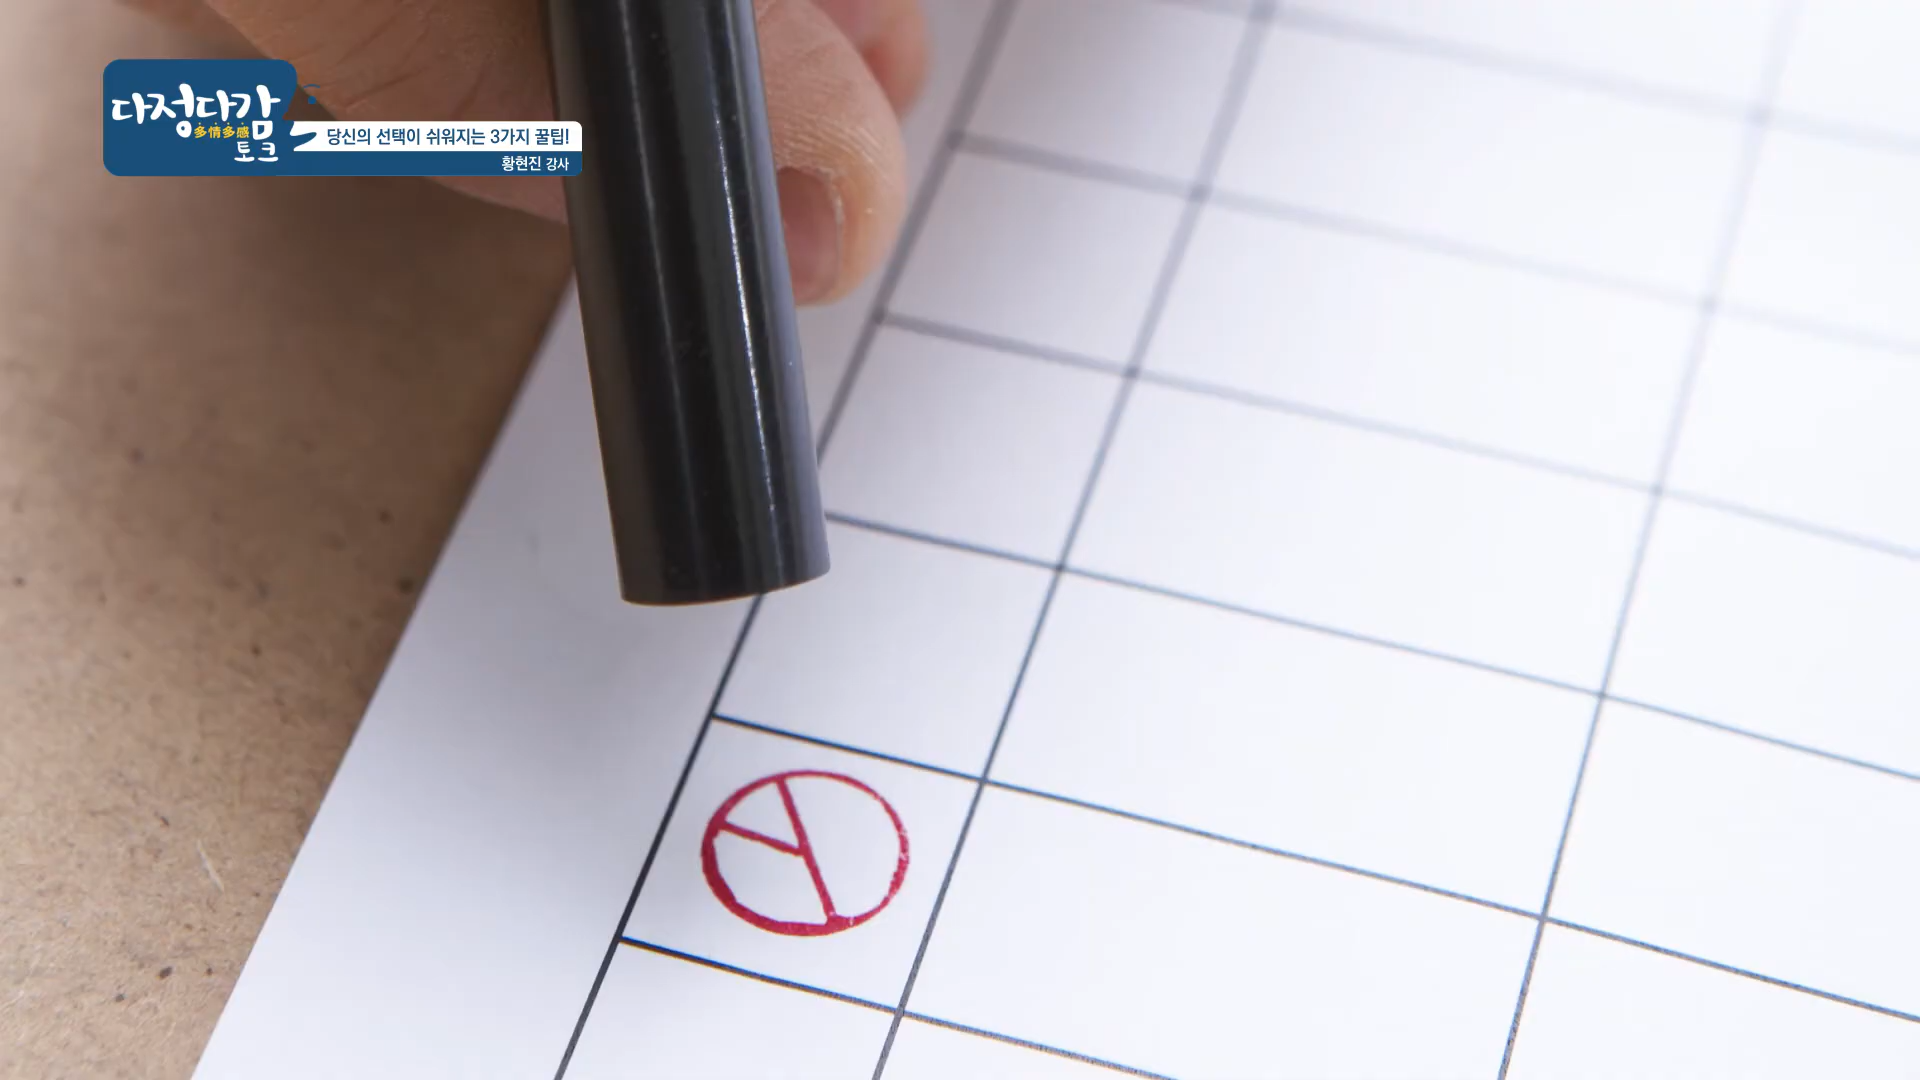 다정다감
多情多感
토크
당신의 선택이 쉬워지는 3가지 꿀팁!
황현진 강사